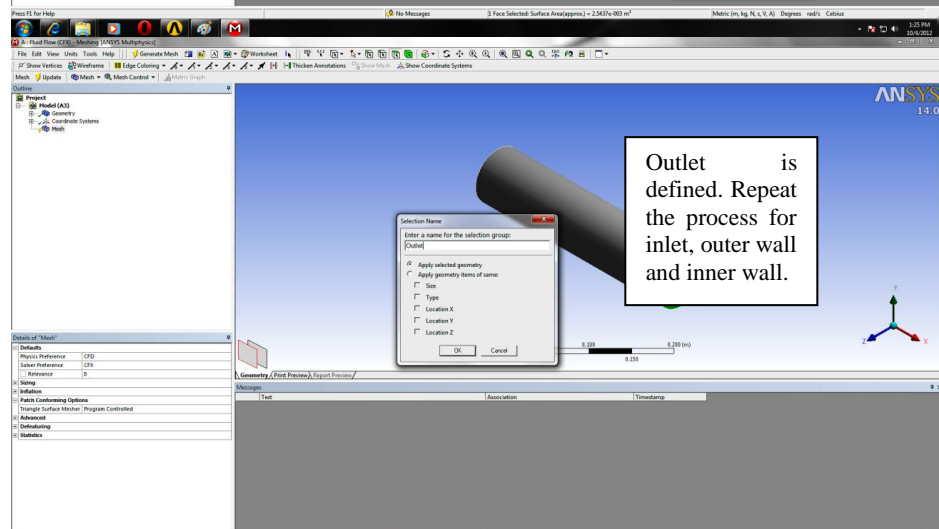 Press F1 for Help
No Messages
1 Face Selected: Surface Area(approx.) = 2.5437e-003 m²
Metric (m, kg, N, s, V, A) Degrees rad/s Celsius
1:25 PM
10/4/2012
A : Fluid Flow (CFX) - Meshing [ANSYS Multiphysics]
File Edit View Units Tools Help Generate Mesh Worksheet
Show Vertices Wireframe Edge Coloring Thicken Annotations Show Mesh Show Coordinate Systems
Mesh Update Mesh Mesh Control Metric Graph
Outline
Project
Model (A3)
Geometry
Coordinate Systems
Mesh
ANSYS
14.0
Outlet is
defined. Repeat
the process for
inlet, outer wall
and inner wall.
Selection Name
Enter a name for the selection group:
Outlet
Apply selected geometry
Apply geometry items of same:
Size
Type
Location X
Location Y
Location Z
OK Cancel
0.100 0.200 (m)
0.150
Y
Z X
Geometry Print Preview Report Preview
Details of "Mesh"
Defaults
Physics Preference CFD
Solver Preference CFX
Relevance 0
Sizing
Inflation
Patch Conforming Options
Triangle Surface Mesher Program Controlled
Advanced
Defeaturing
Statistics
Messages
Text Association Timestamp